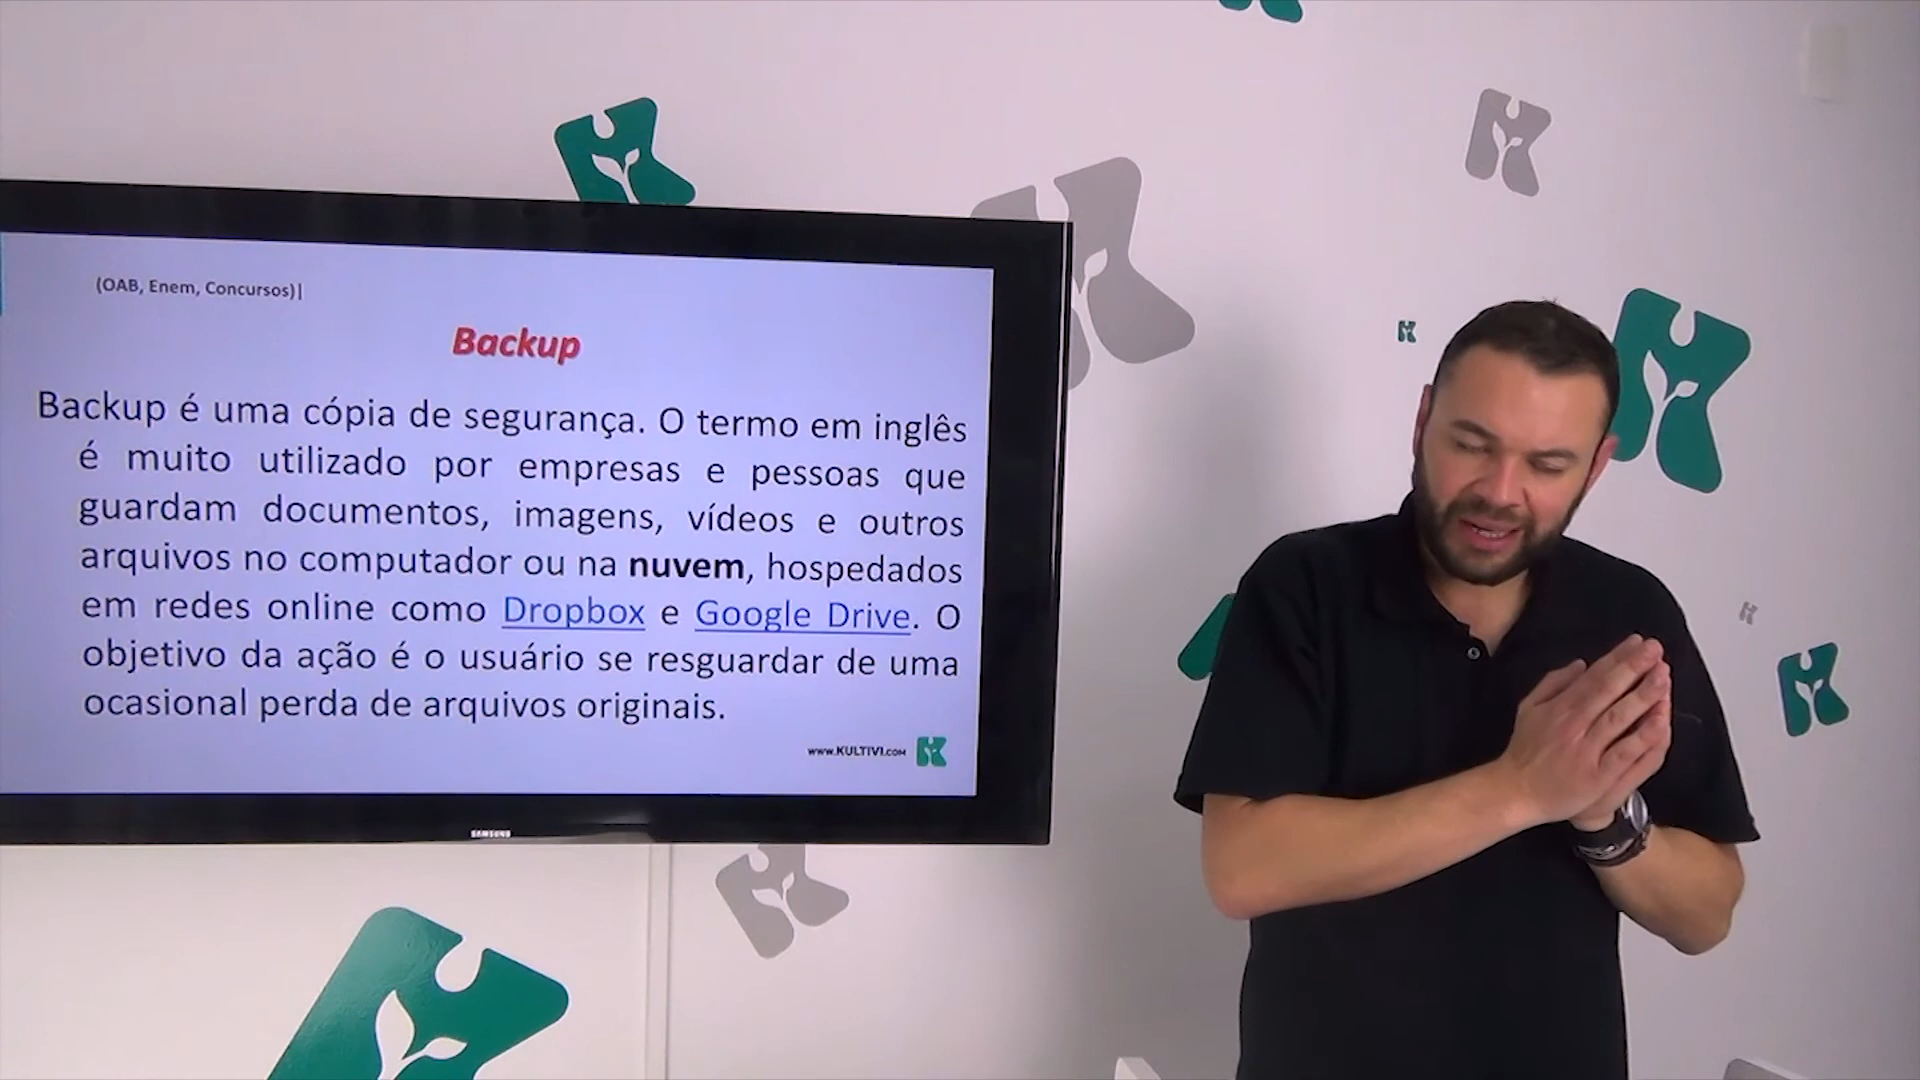 (OAB, Enem, Concursos)|
Backup
Backup é uma cópia de segurança. O termo em inglês
é muito utilizado por empresas e pessoas que
guardam documentos, imagens, vídeos e outros
arquivos no computador ou na nuvem, hospedados
em redes online como Dropbox e Google Drive. O
objetivo da ação é o usuário se resguardar de uma
ocasional perda de arquivos originais.
www.KULTIVI.COM
SAMSUNG